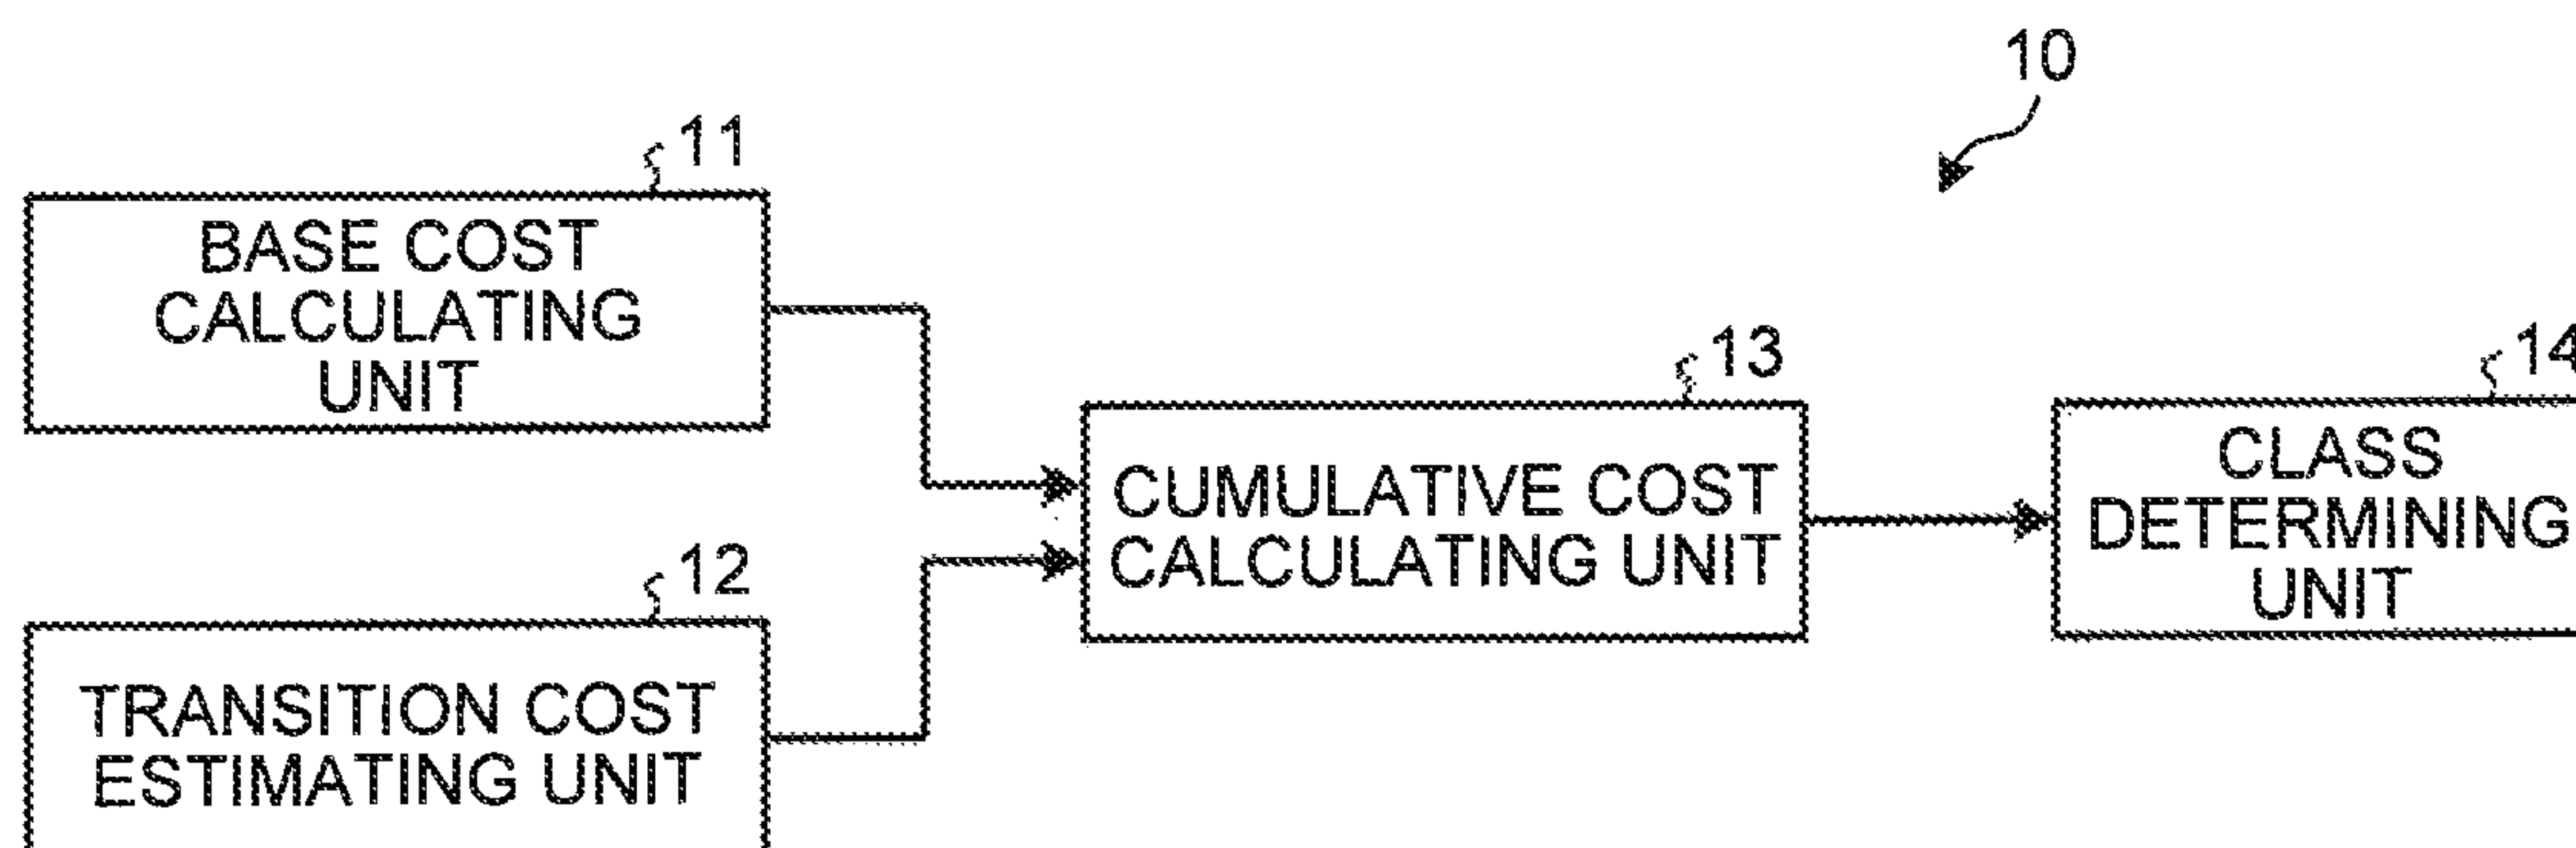 10
11
BASE COST
CALCULATING
UNIT
12
TRANSITION COST
ESTIMATING UNIT
13
CUMULATIVE COST
CALCULATING UNIT
14
CLASS
DETERMINING
UNIT